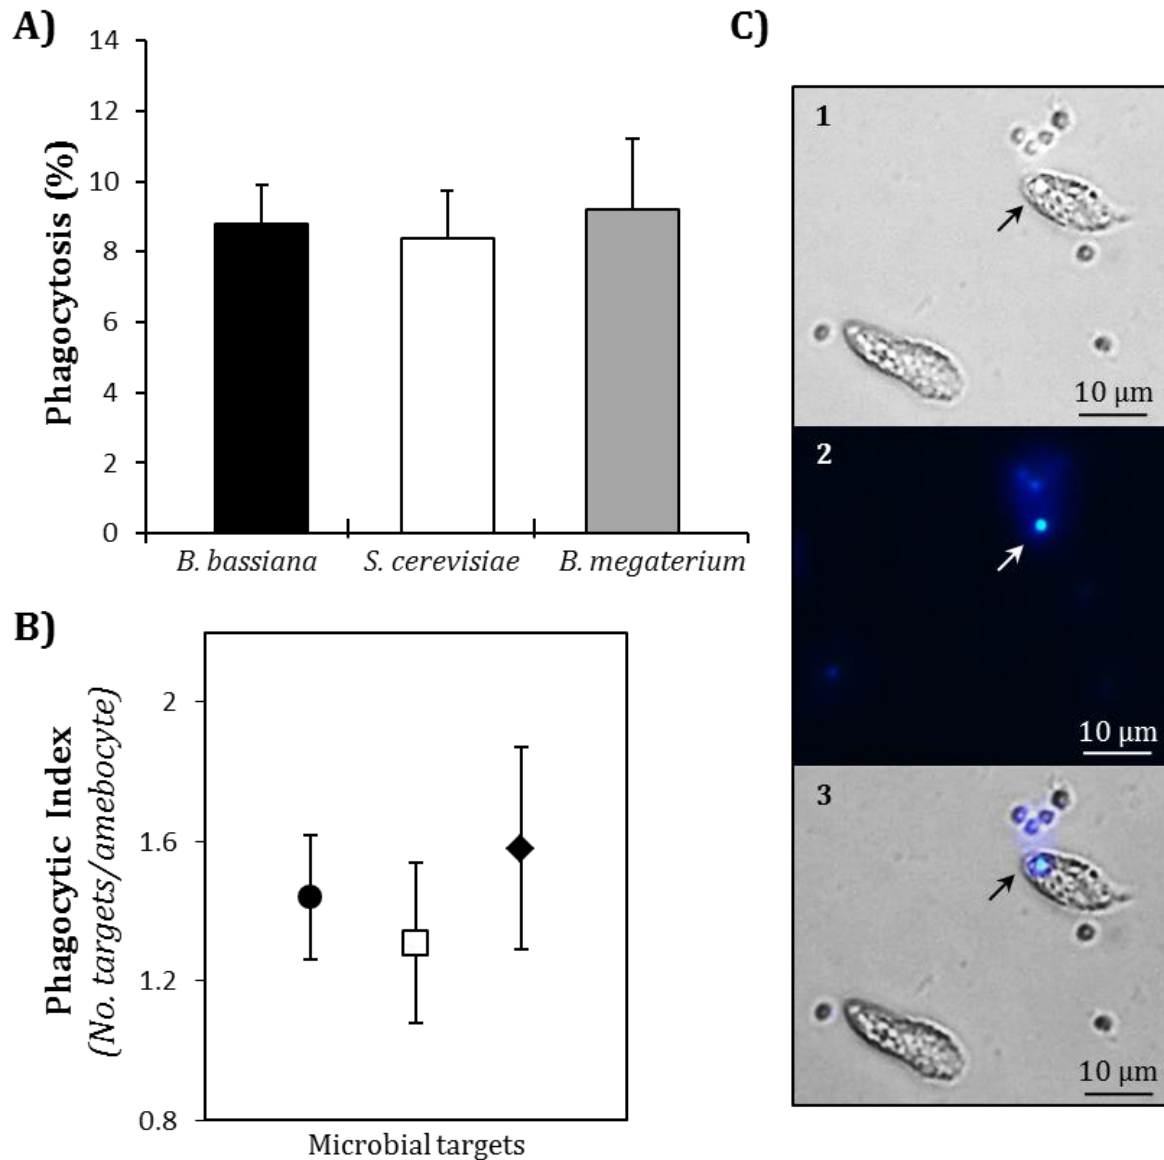 A)
Phagocytosis (%)
14
12
10
8
6
4
2
0
B. bassiana
S. cerevisiae
B. megaterium
B)
Phagocytic Index
(No. targets/amebocyte)
2
1.6
1.2
0.8
Microbial targets
C)
1
10 µm
2
10 µm
3
10 µm